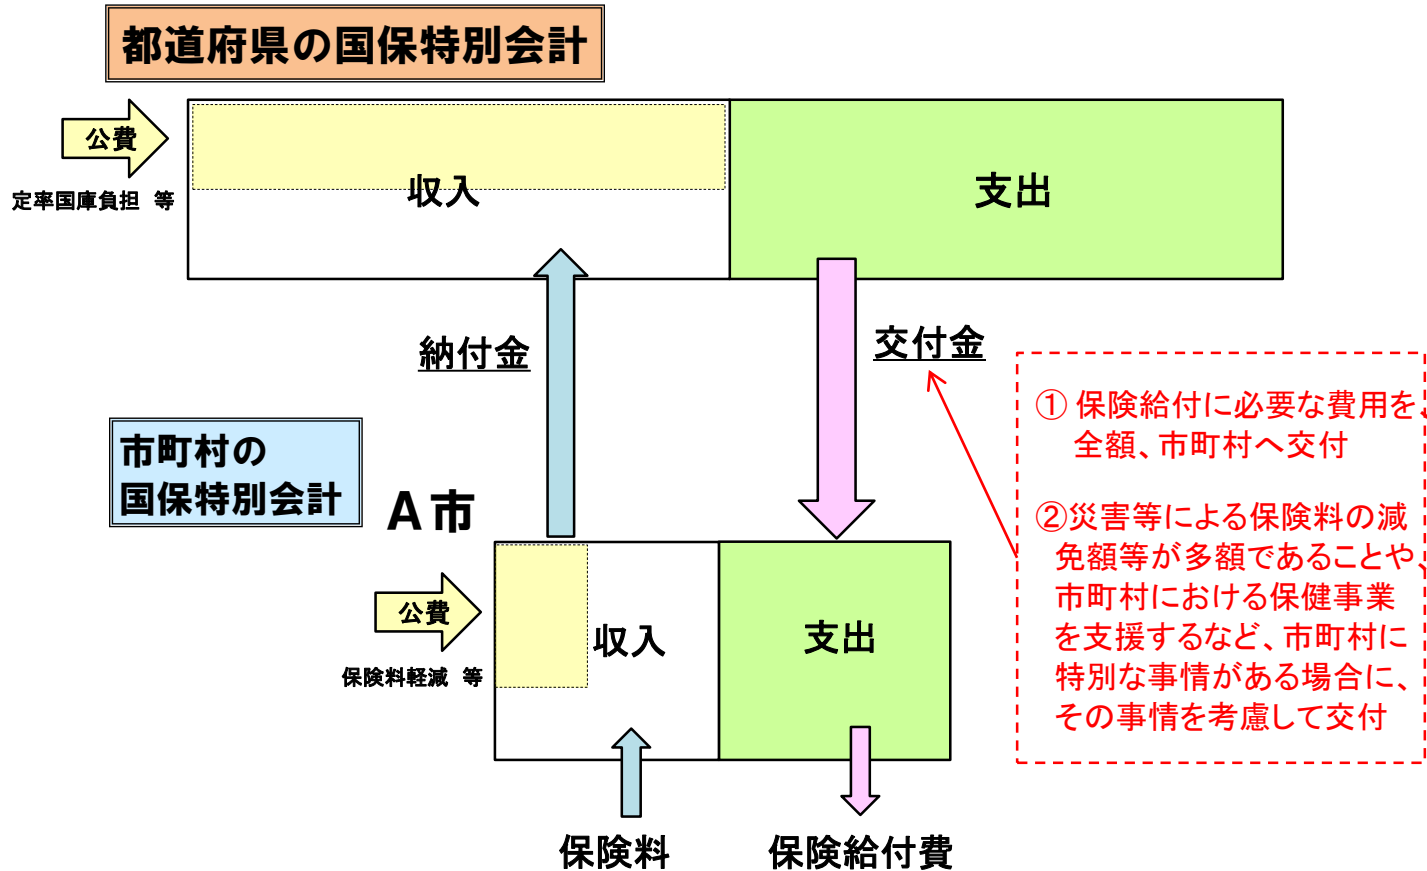 都道府県の国保特別会計
公費
定率国庫負担 等
収入
支出
納付金
交付金
① 保険給付に必要な費用を、
全額、市町村へ交付
②災害等による保険料の減
免額等が多額であることや、
市町村における保健事業
を支援するなど、市町村に
特別な事情がある場合に、
その事情を考慮して交付
市町村の
国保特別会計
A市
公費
保険料軽減 等
収入
支出
保険料
保険給付費